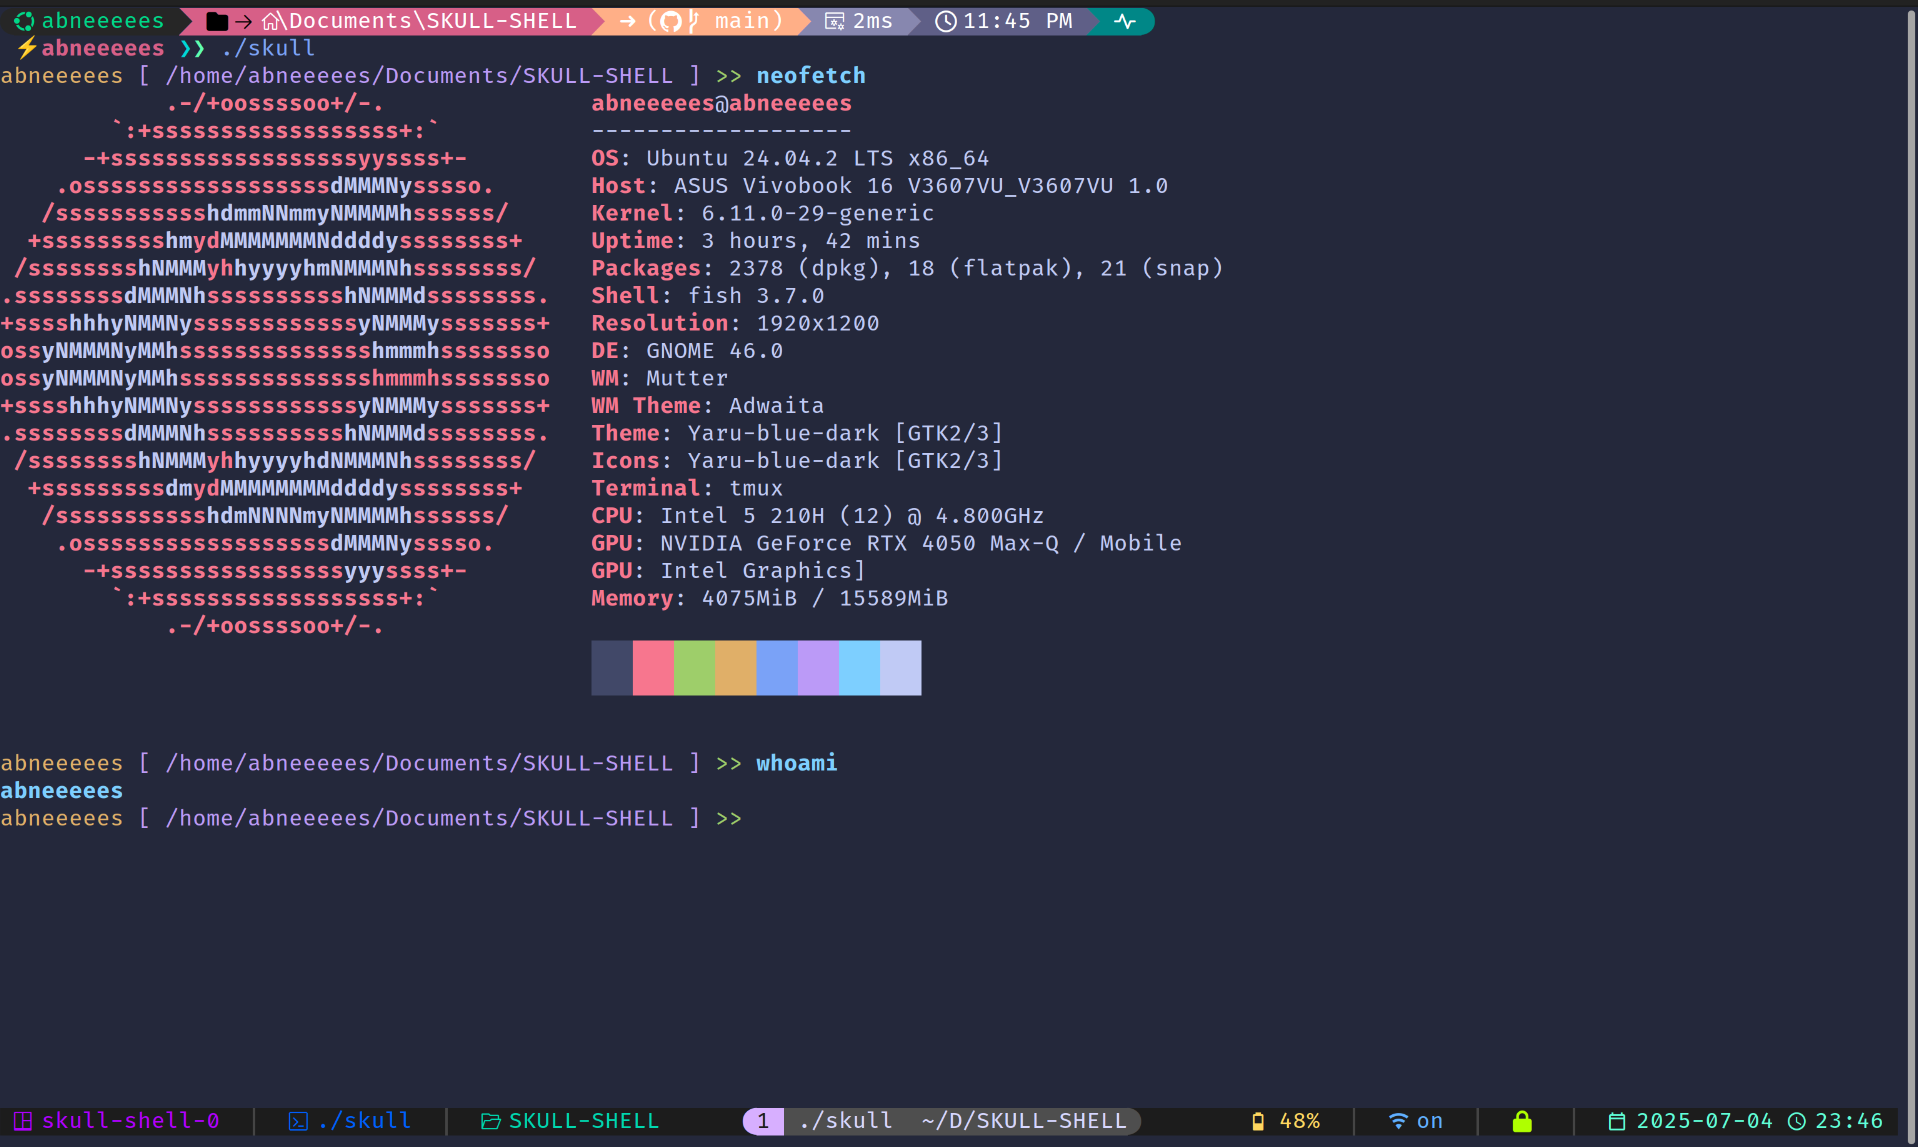 abneeeees → \Documents\SKULL-SHELL → ( main) 2ms 11:45 PM
⚡abneeeees ❯❯ ./skull
abneeeees [ /home/abneeeees/Documents/SKULL-SHELL ] >> neofetch
.-/+oossssoo+/-. abneeeees@abneeeees
`:+ssssssssssssssssss+:` -------------------
-+ssssssssssssssssssyyssss+- OS: Ubuntu 24.04.2 LTS x86_64
.ossssssssssssssssssdMMMNysssso. Host: ASUS Vivobook 16 V3607VU_V3607VU 1.0
/ssssssssssshdmmNNmmyNMMMMhssssss/ Kernel: 6.11.0-29-generic
+ssssssssshmydMMMMMMMNddddyssssssss+ Uptime: 3 hours, 42 mins
/sssssssshNMMMyhhyyyyhmNMMMNhssssssss/ Packages: 2378 (dpkg), 18 (flatpak), 21 (snap)
.ssssssssdMMMNhsssssssssshNMMMdssssssss. Shell: fish 3.7.0
+sssshhhyNMMNyssssssssssssyNMMMysssssss+ Resolution: 1920x1200
ossyNMMMNyMMhsssssssssssssshmmmhssssssso DE: GNOME 46.0
ossyNMMMNyMMhsssssssssssssshmmmhssssssso WM: Mutter
+sssshhhyNMMNyssssssssssssyNMMMysssssss+ WM Theme: Adwaita
.ssssssssdMMMNhsssssssssshNMMMdssssssss. Theme: Yaru-blue-dark [GTK2/3]
/sssssssshNMMMyhhyyyyhdNMMMNhssssssss/ Icons: Yaru-blue-dark [GTK2/3]
+sssssssssdmydMMMMMMMMddddyssssssss+ Terminal: tmux
/ssssssssssshdmNNNNmyNMMMMhssssss/ CPU: Intel 5 210H (12) @ 4.800GHz
.ossssssssssssssssssdMMMNysssso. GPU: NVIDIA GeForce RTX 4050 Max-Q / Mobile
-+sssssssssssssssssyyyssss+- GPU: Intel Graphics]
`:+ssssssssssssssssss+:` Memory: 4075MiB / 15589MiB
.-/+oossssoo+/-.
abneeeees [ /home/abneeeees/Documents/SKULL-SHELL ] >> whoami
abneeeees
abneeeees [ /home/abneeeees/Documents/SKULL-SHELL ] >>
skull-shell-0 | ./skull | SKULL-SHELL 1 ./skull ~/D/SKULL-SHELL 48% | on | | 2025-07-04 23:46